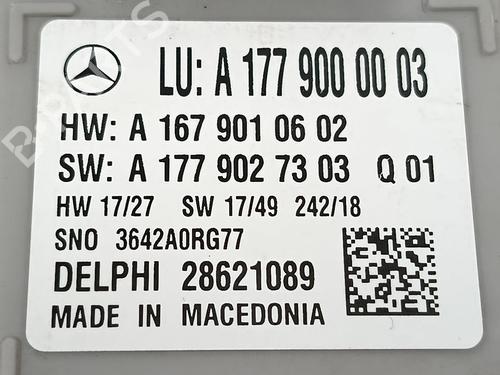 LU: A 177 900 00 03
HW: A 167 901 06 02
SW: A 177 902 73 03 Q 01
HW 17/27 SW 17/49 242/18
SNO 3642A0RG77
DELPHI 28621089
MADE IN MACEDONIA